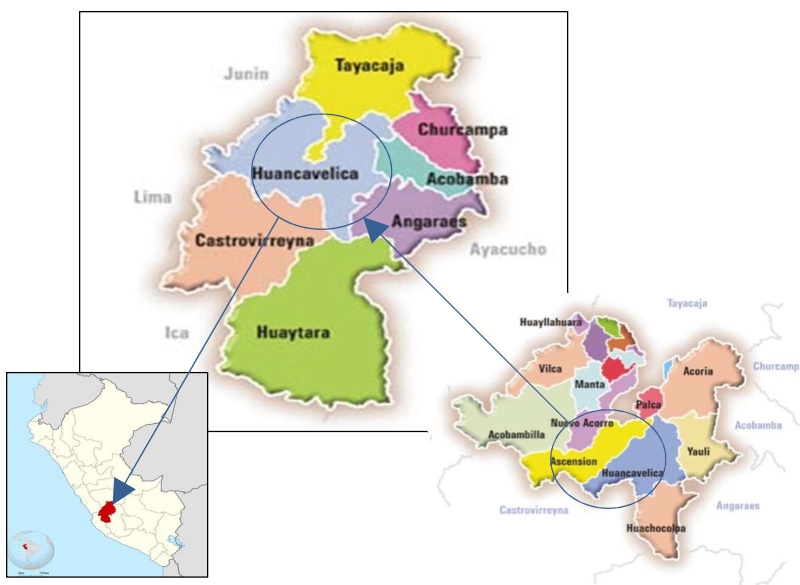 Junin
Tayacaja
Churcampa
Huancavelica
Acobamba
Lima
Angaraes
Castrovirreyna
Ayacucho
Ica
Huaytara
Tayacaja
Huayllahuara
Vilca
Acoria
Churcamp
Manta
Palca
Nuevo Acorro
Acobamba
Acobambilla
Yauli
Ascension
Huancavelica
Castrovirreyna
Angaraes
Huachocolpa